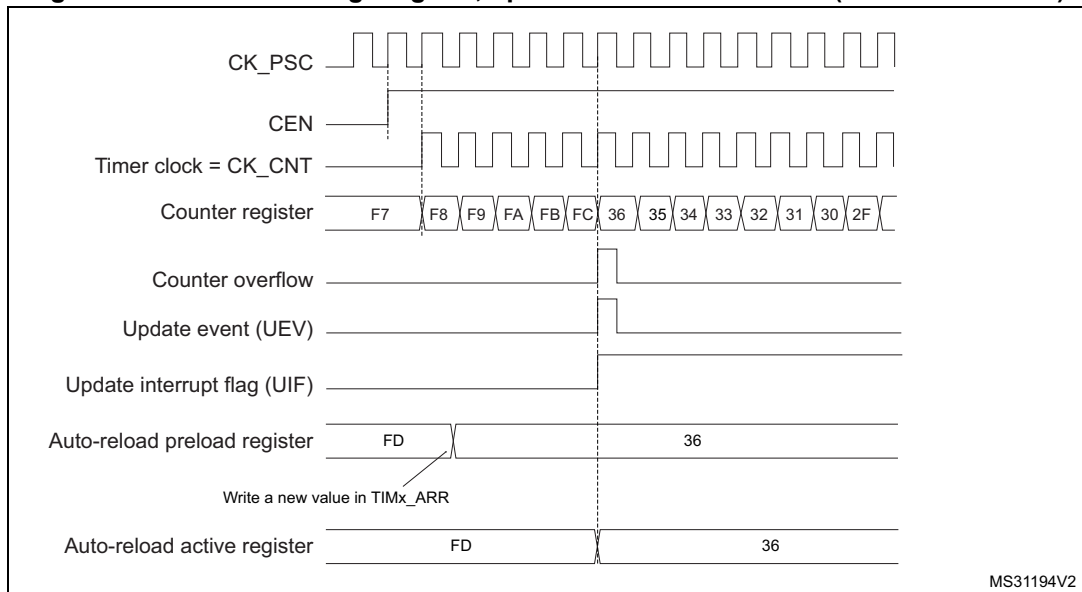 CK_PSC
CEN
Timer clock = CK_CNT
Counter register F7 F8 F9 FA FB FC 36 35 34 33 32 31 30 2F
Counter overflow
Update event (UEV)
Update interrupt flag (UIF)
Auto-reload preload register FD 36
Write a new value in TIMx_ARR
Auto-reload active register FD 36
MS31194V2